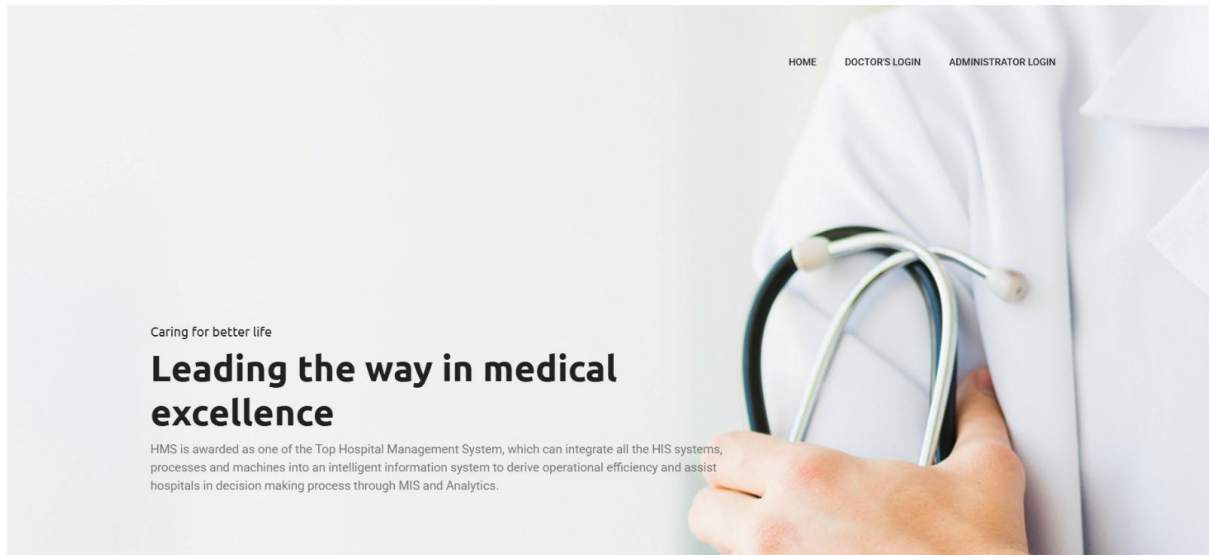 HOME DOCTOR'S LOGIN ADMINISTRATOR LOGIN
Caring for better life
Leading the way in medical
excellence
HMS is awarded as one of the Top Hospital Management System, which can integrate all the HIS systems,
processes and machines into an intelligent information system to derive operational efficiency and assist
hospitals in decision making process through MIS and Analytics.